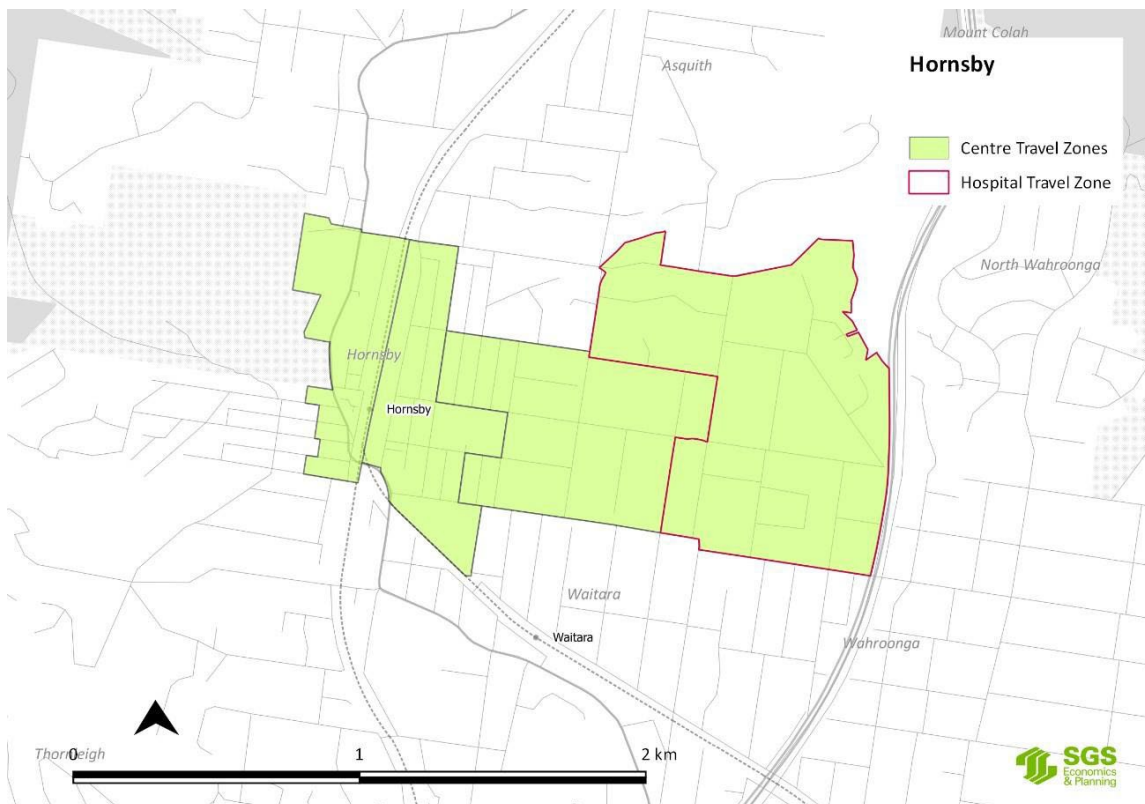 Mount Colah
Asquith
Hornsby
Centre Travel Zones
Hospital Travel Zone
North Wahroonga
Hornsby
Hornsby
Waitara
Waitara
Wahroonga
Thornleigh
0 1 2 km
SGS
Economics
& Planning